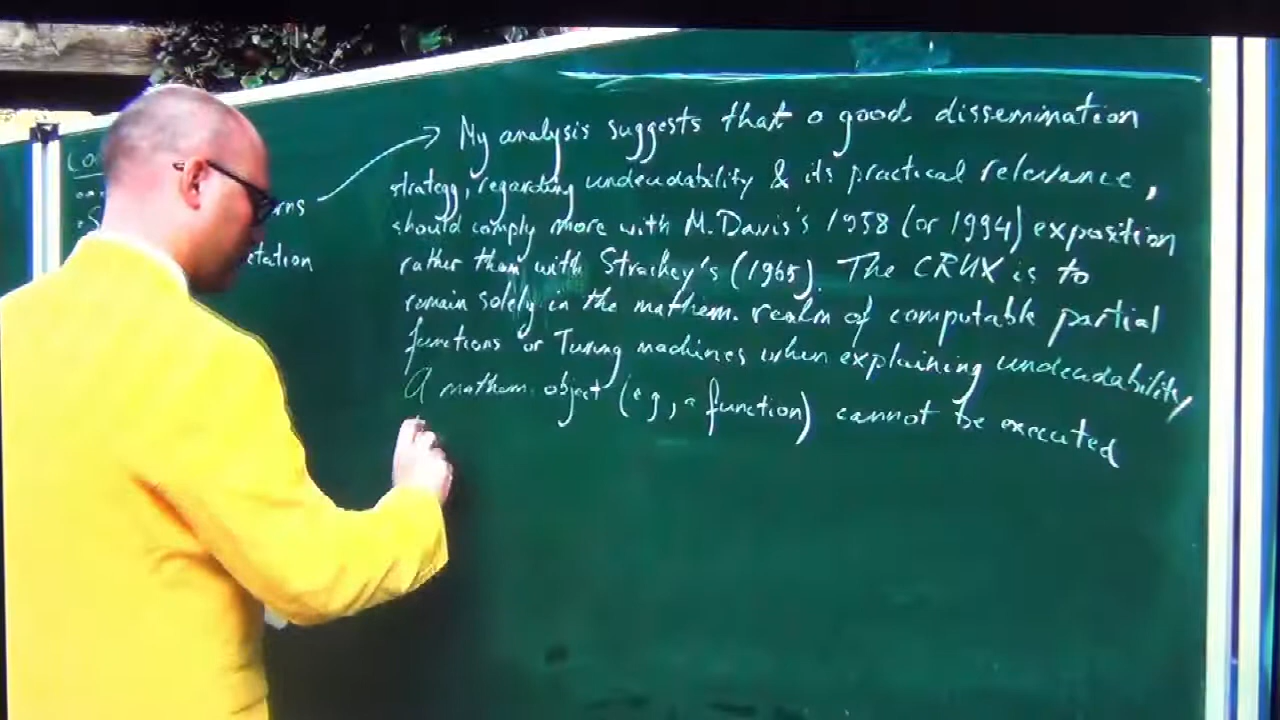 My analysis suggests that a good dissemination
strategy, regarding undecidability & its practical relevance,
should comply more with M. Davis's 1958 (or 1994) exposition
rather than with Strachey's (1965). The CRUX is to
remain solely in the mathem. realm of computable partial
functions or Turing machines when explaining undecidability
A mathem. object (e.g., a function) cannot be executed
rns
etation